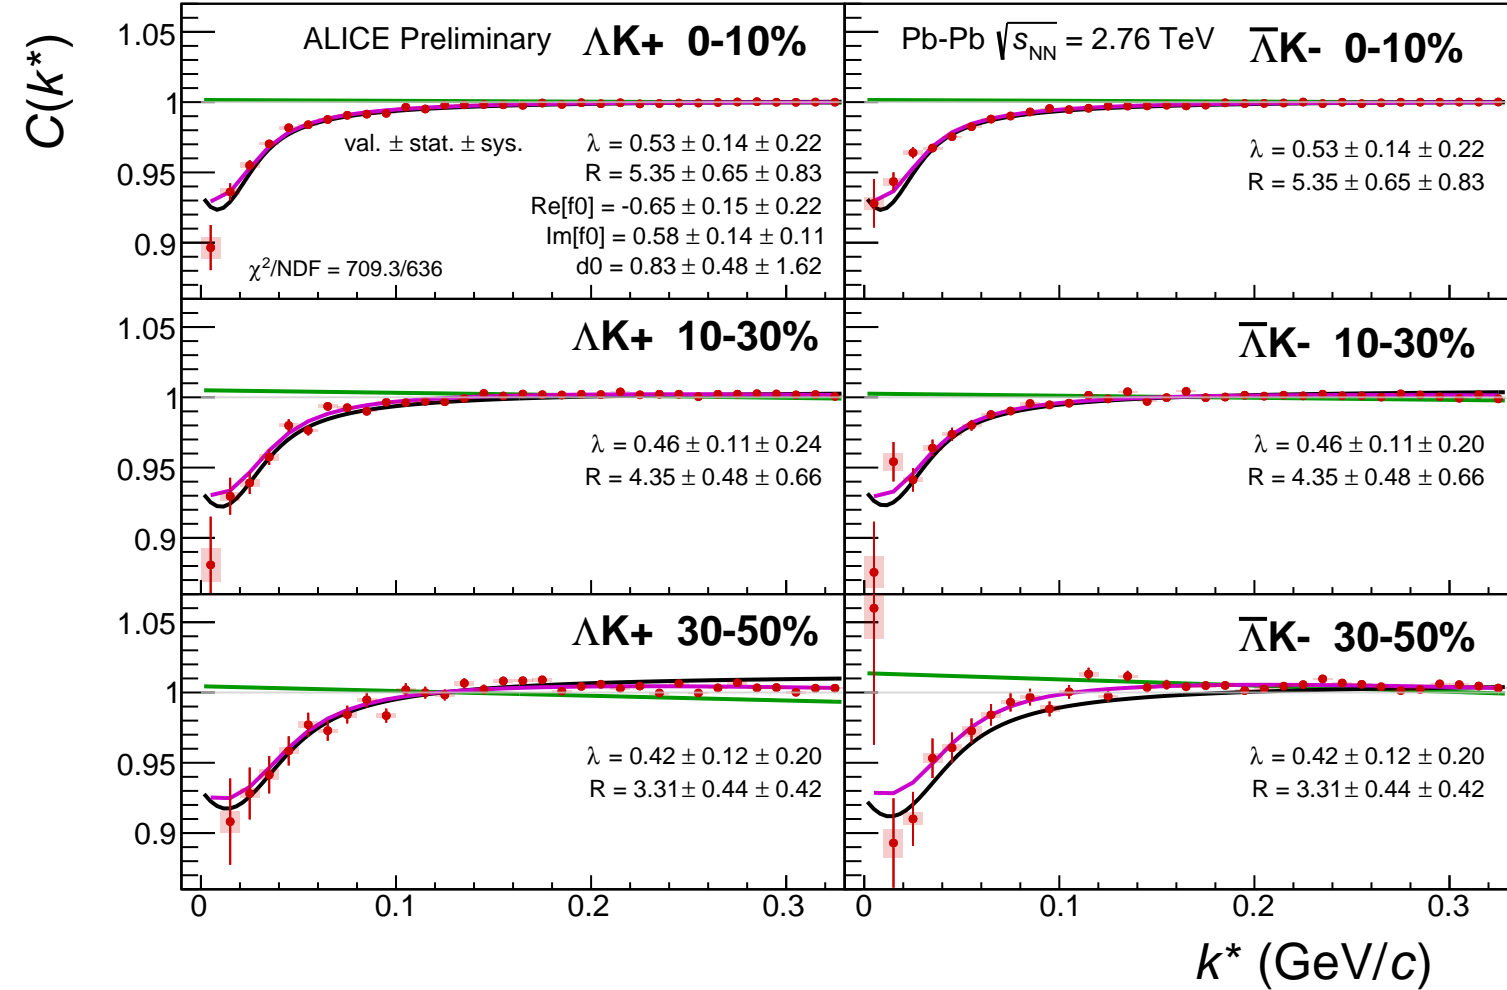 C(k*)
ALICE Preliminary ΛK+ 0-10%
1.05
1
0.95
0.9
val. ± stat. ± sys.
λ = 0.53 ± 0.14 ± 0.22
R = 5.35 ± 0.65 ± 0.83
Re[f0] = -0.65 ± 0.15 ± 0.22
Im[f0] = 0.58 ± 0.14 ± 0.11
d0 = 0.83 ± 0.48 ± 1.62
χ²/NDF = 709.3/636
Pb-Pb √sNN = 2.76 TeV Λ̅K- 0-10%
λ = 0.53 ± 0.14 ± 0.22
R = 5.35 ± 0.65 ± 0.83
ΛK+ 10-30%
1.05
1
0.95
0.9
λ = 0.46 ± 0.11 ± 0.24
R = 4.35 ± 0.48 ± 0.66
Λ̅K- 10-30%
λ = 0.46 ± 0.11 ± 0.20
R = 4.35 ± 0.48 ± 0.66
ΛK+ 30-50%
1.05
1
0.95
0.9
λ = 0.42 ± 0.12 ± 0.20
R = 3.31 ± 0.44 ± 0.42
Λ̅K- 30-50%
λ = 0.42 ± 0.12 ± 0.20
R = 3.31 ± 0.44 ± 0.42
0 0.1 0.2 0.3
0 0.1 0.2 0.3
k* (GeV/c)